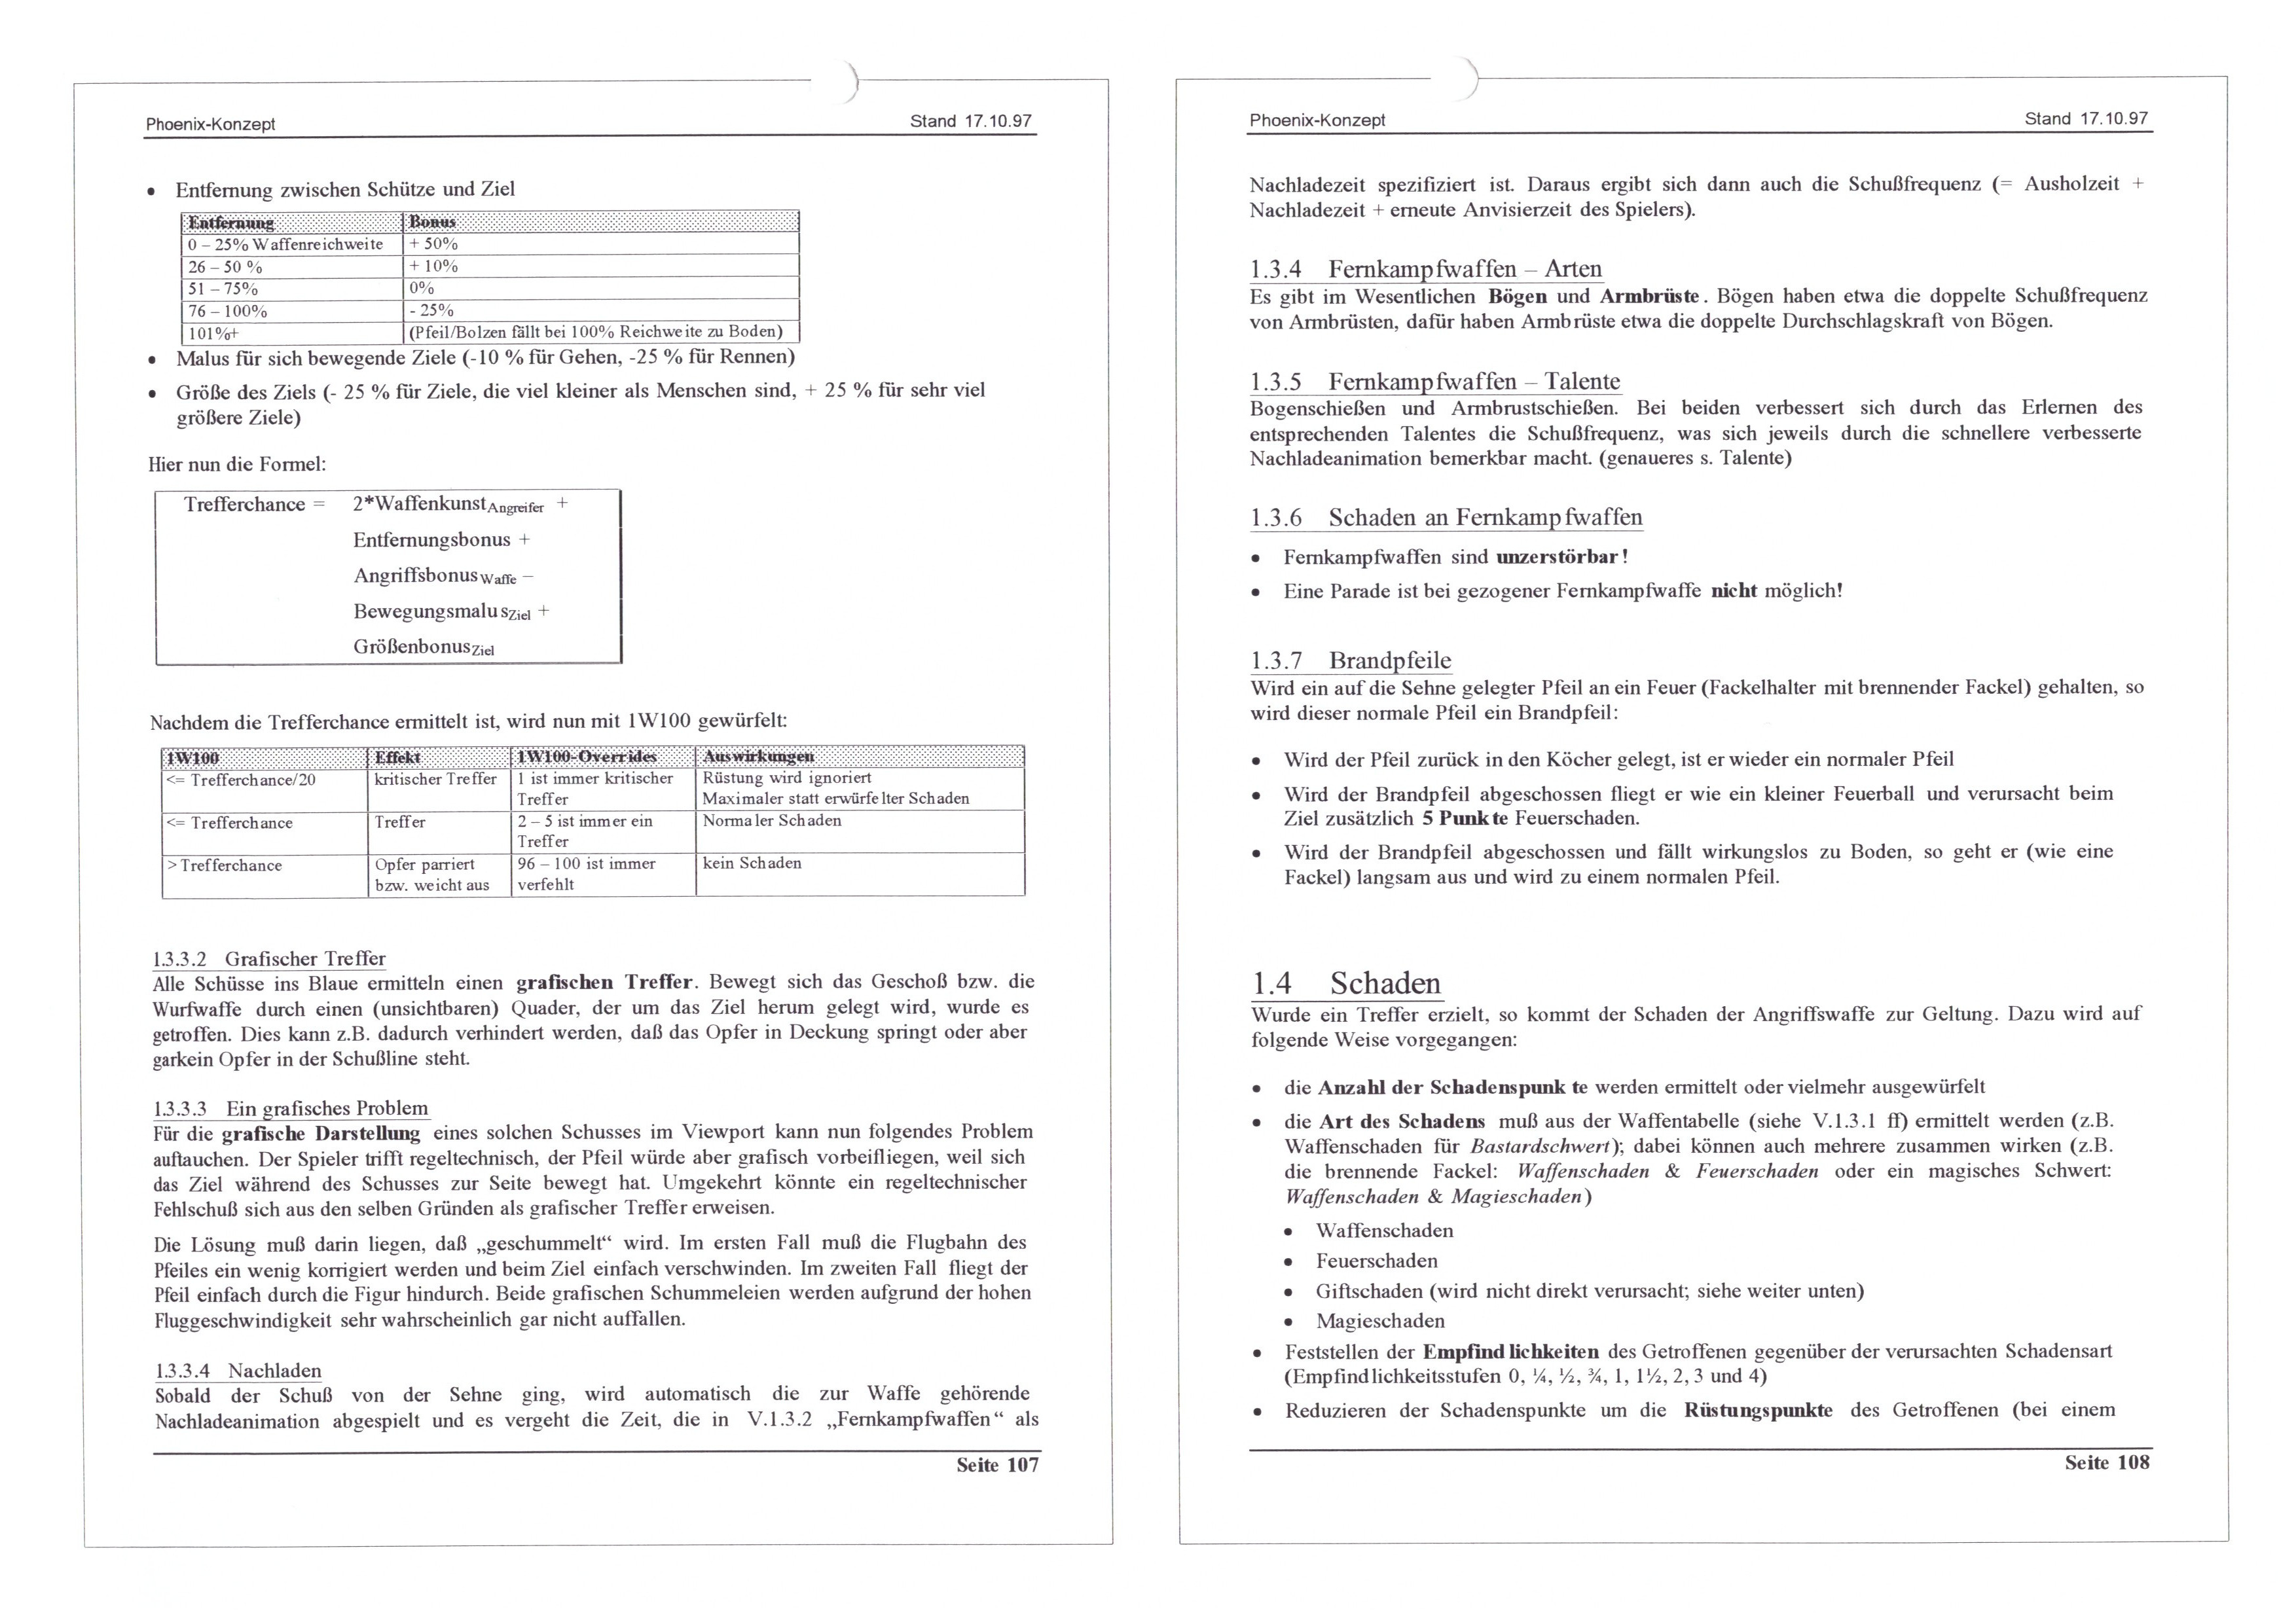 Phoenix-Konzept Stand 17.10.97
• Entfernung zwischen Schütze und Ziel
Entfernung Bonus
0 – 25% Waffenreichweite + 50%
26 – 50 % + 10%
51 – 75% 0%
76 – 100% - 25%
101%+ (Pfeil/Bolzen fällt bei 100% Reichweite zu Boden)
• Malus für sich bewegende Ziele (-10 % für Gehen, -25 % für Rennen)
• Größe des Ziels (- 25 % für Ziele, die viel kleiner als Menschen sind, + 25 % für sehr viel
größere Ziele)
Hier nun die Formel:
Trefferchance = 2*Waffenkunst Angreifer +
Entfernungsbonus +
Angriffsbonus Waffe –
Bewegungsmalus Ziel +
Größenbonus Ziel
Nachdem die Trefferchance ermittelt ist, wird nun mit 1W100 gewürfelt:
1W100 Effekt 1W100-Overrides Auswirkungen
<= Trefferchance/20 kritischer Treffer 1 ist immer kritischer Rüstung wird ignoriert
Treffer Maximaler statt erwürfelter Schaden
<= Trefferchance Treffer 2 – 5 ist immer ein Normaler Schaden
Treffer
> Trefferchance Opfer parriert 96 – 100 ist immer kein Schaden
bzw. weicht aus verfehlt
1.3.3.2 Grafischer Treffer
Alle Schüsse ins Blaue ermitteln einen grafischen Treffer. Bewegt sich das Geschoß bzw. die
Wurfwaffe durch einen (unsichtbaren) Quader, der um das Ziel herum gelegt wird, wurde es
getroffen. Dies kann z.B. dadurch verhindert werden, daß das Opfer in Deckung springt oder aber
garkein Opfer in der Schußline steht.
1.3.3.3 Ein grafisches Problem
Für die grafische Darstellung eines solchen Schusses im Viewport kann nun folgendes Problem
auftauchen. Der Spieler trifft regeltechnisch, der Pfeil würde aber grafisch vorbeifliegen, weil sich
das Ziel während des Schusses zur Seite bewegt hat. Umgekehrt könnte ein regeltechnischer
Fehlschuß sich aus den selben Gründen als grafischer Treffer erweisen.
Die Lösung muß darin liegen, daß „geschummelt“ wird. Im ersten Fall muß die Flugbahn des
Pfeiles ein wenig korrigiert werden und beim Ziel einfach verschwinden. Im zweiten Fall fliegt der
Pfeil einfach durch die Figur hindurch. Beide grafischen Schummeleien werden aufgrund der hohen
Fluggeschwindigkeit sehr wahrscheinlich gar nicht auffallen.
1.3.3.4 Nachladen
Sobald der Schuß von der Sehne ging, wird automatisch die zur Waffe gehörende
Nachladeanimation abgespielt und es vergeht die Zeit, die in V.1.3.2 „Fernkampfwaffen“ als
Seite 107
Phoenix-Konzept Stand 17.10.97
Nachladezeit spezifiziert ist. Daraus ergibt sich dann auch die Schußfrequenz (= Ausholzeit +
Nachladezeit + erneute Anvisierzeit des Spielers).
1.3.4 Fernkampfwaffen – Arten
Es gibt im Wesentlichen Bögen und Armbrüste. Bögen haben etwa die doppelte Schußfrequenz
von Armbrüsten, dafür haben Armbrüste etwa die doppelte Durchschlagskraft von Bögen.
1.3.5 Fernkampfwaffen – Talente
Bogenschießen und Armbrustschießen. Bei beiden verbessert sich durch das Erlernen des
entsprechenden Talentes die Schußfrequenz, was sich jeweils durch die schnellere verbesserte
Nachladeanimation bemerkbar macht. (genaueres s. Talente)
1.3.6 Schaden an Fernkampfwaffen
• Fernkampfwaffen sind unzerstörbar!
• Eine Parade ist bei gezogener Fernkampfwaffe nicht möglich!
1.3.7 Brandpfeile
Wird ein auf die Sehne gelegter Pfeil an ein Feuer (Fackelhalter mit brennender Fackel) gehalten, so
wird dieser normale Pfeil ein Brandpfeil:
• Wird der Pfeil zurück in den Köcher gelegt, ist er wieder ein normaler Pfeil
• Wird der Brandpfeil abgeschossen fliegt er wie ein kleiner Feuerball und verursacht beim
Ziel zusätzlich 5 Punkte Feuerschaden.
• Wird der Brandpfeil abgeschossen und fällt wirkungslos zu Boden, so geht er (wie eine
Fackel) langsam aus und wird zu einem normalen Pfeil.
1.4 Schaden
Wurde ein Treffer erzielt, so kommt der Schaden der Angriffswaffe zur Geltung. Dazu wird auf
folgende Weise vorgegangen:
• die Anzahl der Schadenspunkte werden ermittelt oder vielmehr ausgewürfelt
• die Art des Schadens muß aus der Waffentabelle (siehe V.1.3.1 ff) ermittelt werden (z.B.
Waffenschaden für Bastardschwert); dabei können auch mehrere zusammen wirken (z.B.
die brennende Fackel: Waffenschaden & Feuerschaden oder ein magisches Schwert:
Waffenschaden & Magieschaden)
• Waffenschaden
• Feuerschaden
• Giftschaden (wird nicht direkt verursacht; siehe weiter unten)
• Magieschaden
• Feststellen der Empfindlichkeiten des Getroffenen gegenüber der verursachten Schadensart
(Empfindlichkeitsstufen 0, ¼, ½, ¾, 1, 1½, 2, 3 und 4)
• Reduzieren der Schadenspunkte um die Rüstungspunkte des Getroffenen (bei einem
Seite 108